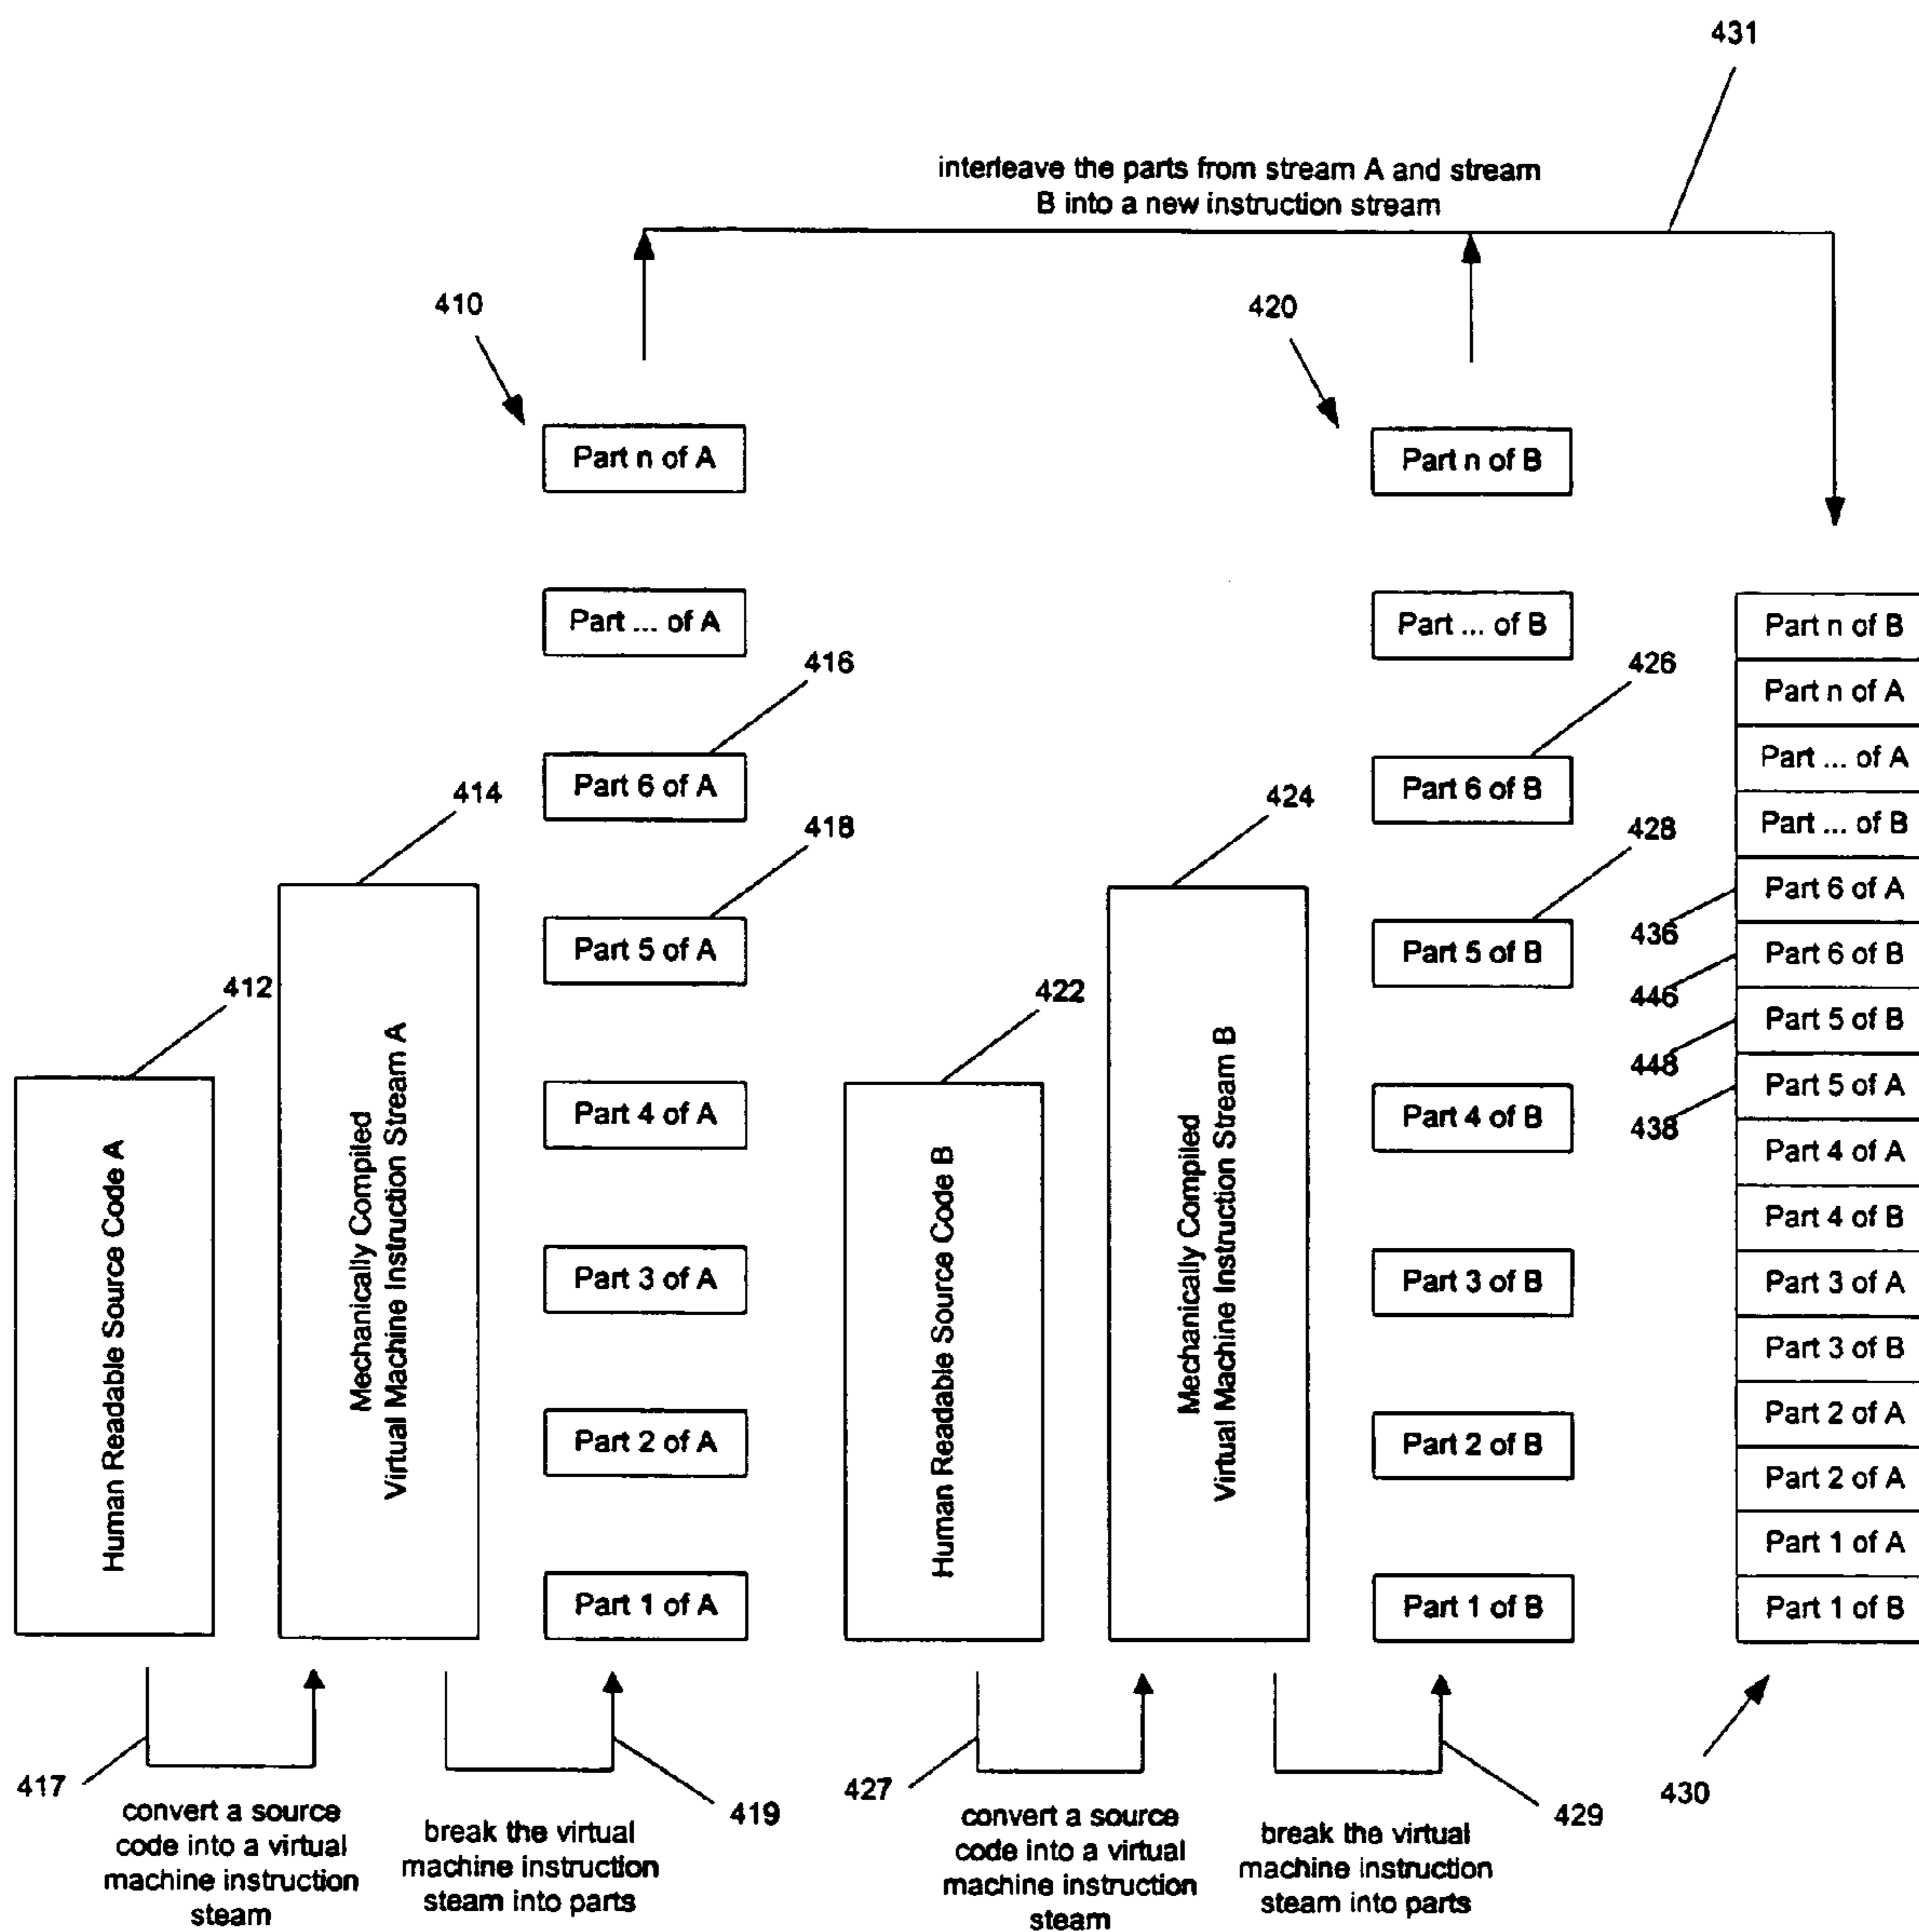 431
interleave the parts from stream A and stream
B into a new instruction stream
410
420
Part n of A
Part n of B
Part ... of A
Part ... of B
Part n of B
416
426
Part n of A
Part 6 of A
Part 6 of B
Part ... of A
414
424
418
428
Part ... of B
Part 5 of A
Part 5 of B
Part 6 of A
436
Part 6 of B
412
422
446
Part 5 of B
448
Part 5 of A
438
Part 4 of A
Part 4 of B
Part 4 of A
Part 4 of B
Human Readable Source Code A
Mechanically Compiled
Virtual Machine Instruction Stream A
Human Readable Source Code B
Mechanically Compiled
Virtual Machine Instruction Stream B
Part 3 of A
Part 3 of B
Part 3 of A
Part 3 of B
Part 2 of A
Part 2 of B
Part 2 of A
Part 2 of A
Part 1 of A
Part 1 of A
Part 1 of B
Part 1 of B
417
419
427
429
430
convert a source
code into a virtual
machine instruction
steam
break the virtual
machine instruction
steam into parts
convert a source
code into a virtual
machine instruction
steam
break the virtual
machine instruction
steam into parts